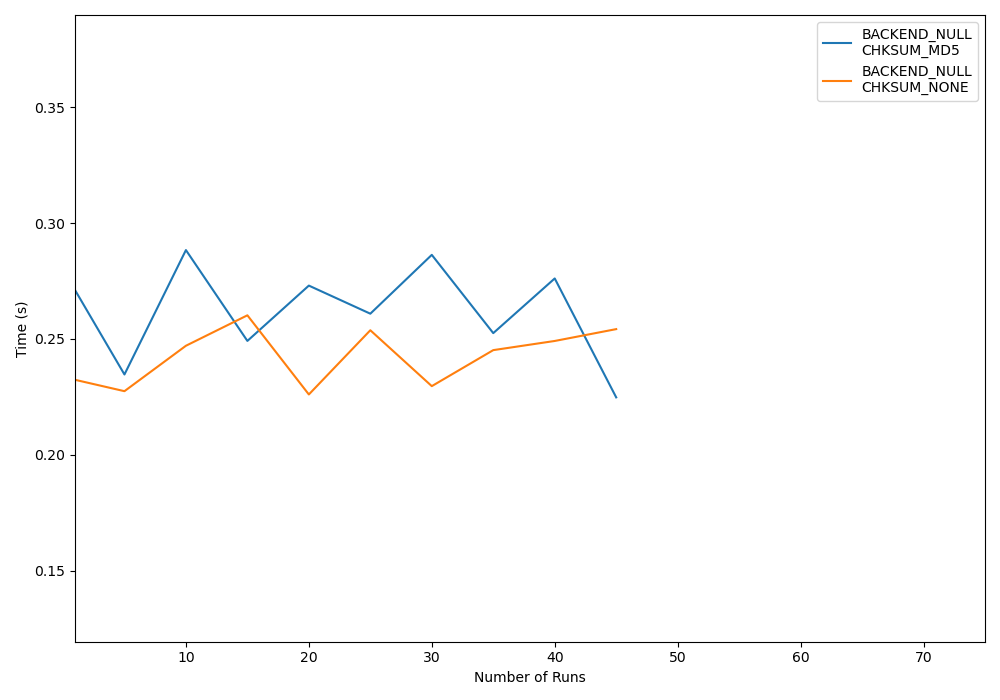 BACKEND_NULL
CHKSUM_MD5
BACKEND_NULL
CHKSUM_NONE
0.35
0.30
0.25
0.20
0.15
Time (s)
10 20 30 40 50 60 70
Number of Runs